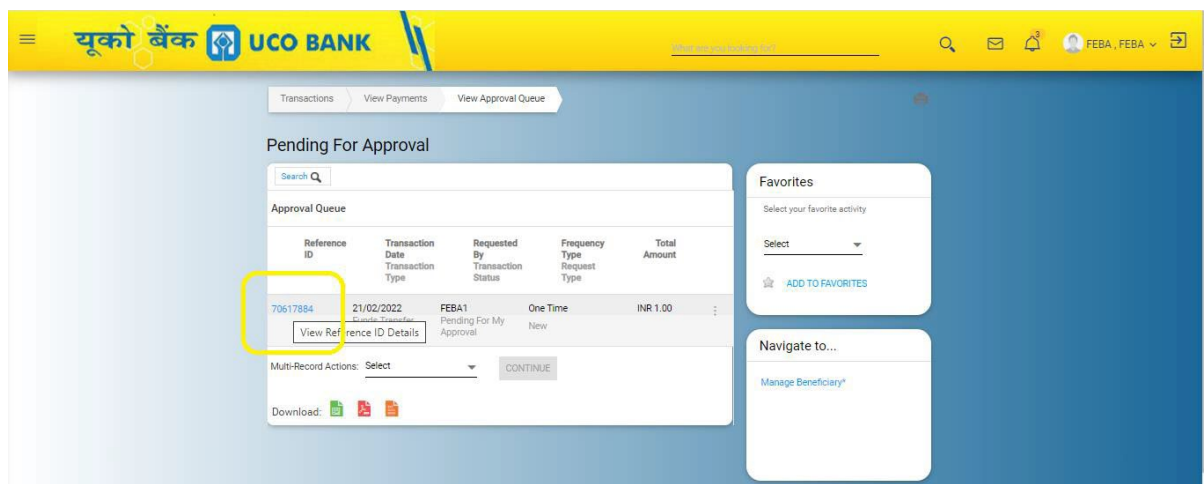 यूको बैंक UCO BANK
What are you looking for?
3
FEBA , FEBA
Transactions
View Payments
View Approval Queue
Pending For Approval
Search
Approval Queue
Reference ID
Transaction Date
Transaction Type
Requested By
Transaction Status
Frequency Type
Request Type
Total Amount
70617884
21/02/2022
FEBA1
One Time
INR 1.00
Funds Transfer
Pending For My Approval
New
View Reference ID Details
Multi-Record Actions: Select
CONTINUE
Download:
Favorites
Select your favorite activity
Select
ADD TO FAVORITES
Navigate to...
Manage Beneficiary*